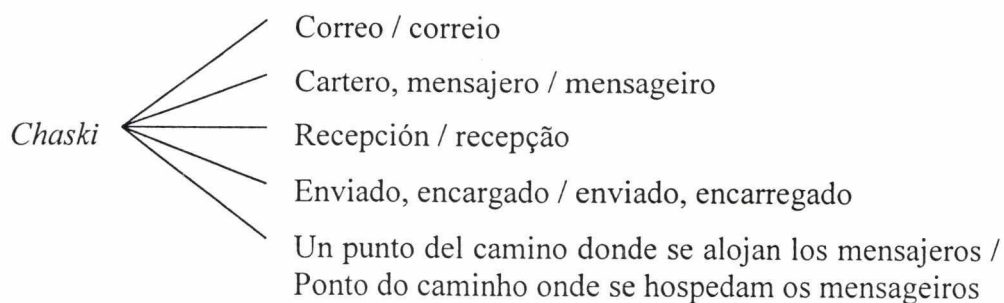 Correo / correio
Cartero, mensajero / mensageiro
Chaski
Recepción / recepção
Enviado, encargado / enviado, encarregado
Un punto del camino donde se alojan los mensajeros /
Ponto do caminho onde se hospedam os mensageiros